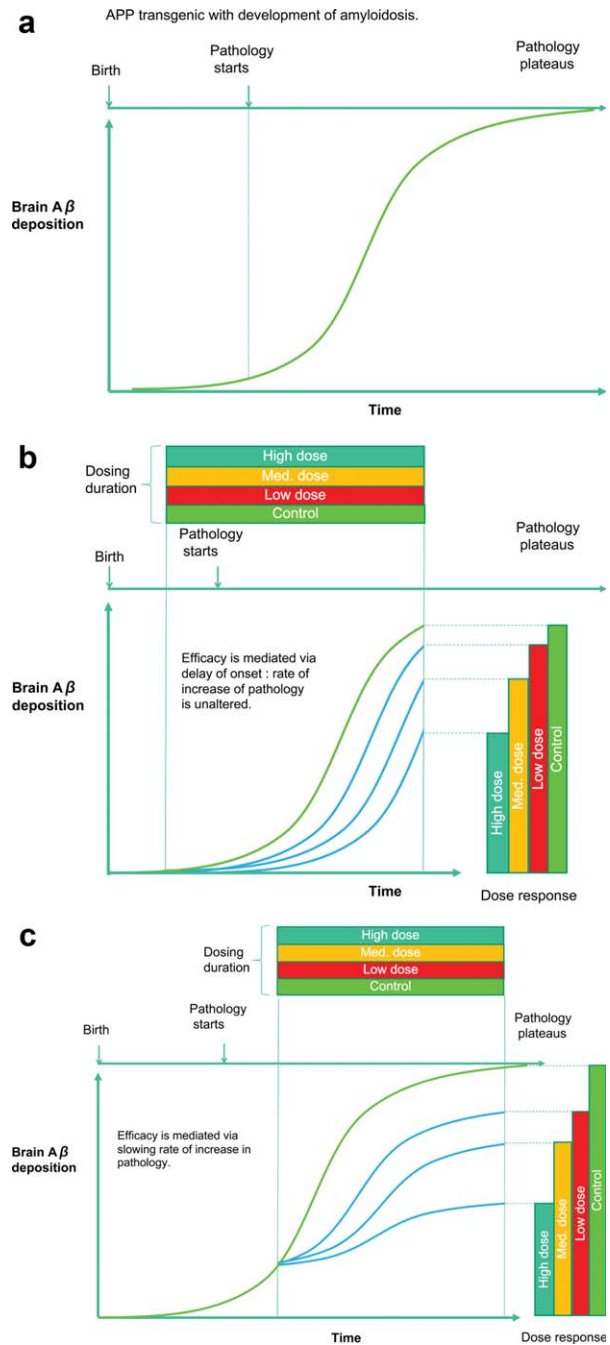 a
APP transgenic with development of amyloidosis.
Birth
Pathology
starts
Pathology
plateaus
Brain A β
deposition
Time
b
Dosing
duration
High dose
Med. dose
Low dose
Control
Birth
Pathology
starts
Pathology
plateaus
Efficacy is mediated via
delay of onset : rate of
increase of pathology
is unaltered.
Brain A β
deposition
Time
High dose
Med. dose
Low dose
Control
Dose response
c
Dosing
duration
High dose
Med. dose
Low dose
Control
Birth
Pathology
starts
Pathology
plateaus
Efficacy is mediated via
slowing rate of increase in
pathology.
Brain A β
deposition
Time
High dose
Med. dose
Low dose
Control
Dose response